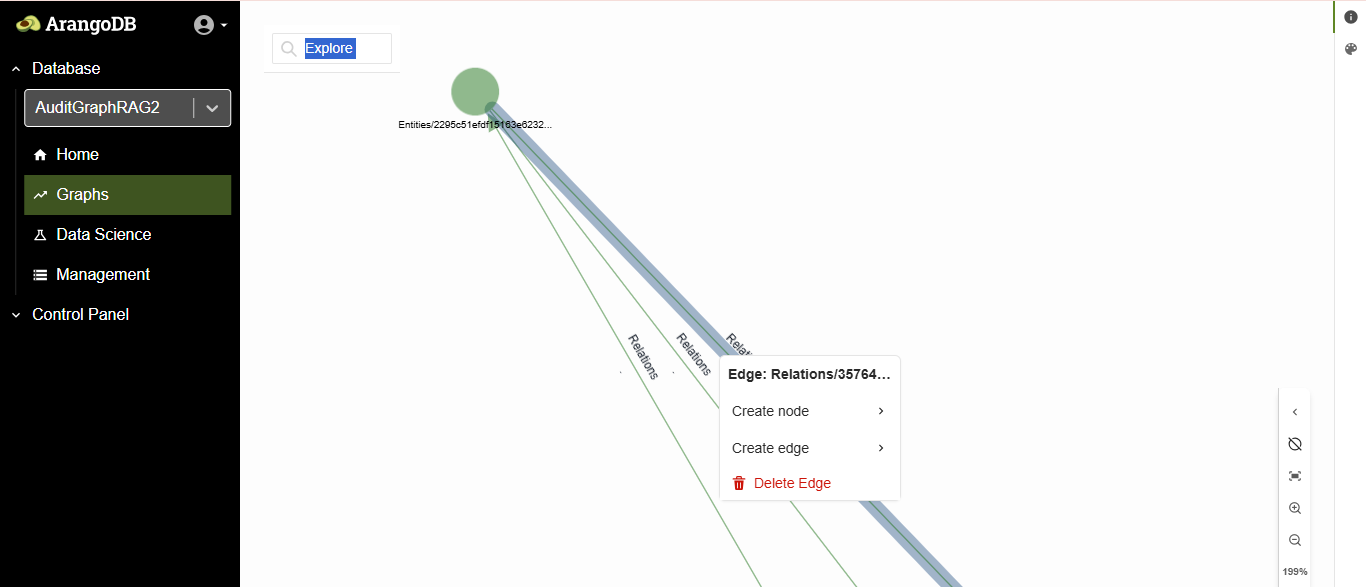 ArangoDB
Database
AuditGraphRAG2
Home
Graphs
Data Science
Management
Control Panel
Explore
Entities/2295c51efdf15163e6232...
Relations
Relations
Edge: Relations/35764...
Create node
Create edge
Delete Edge
199%